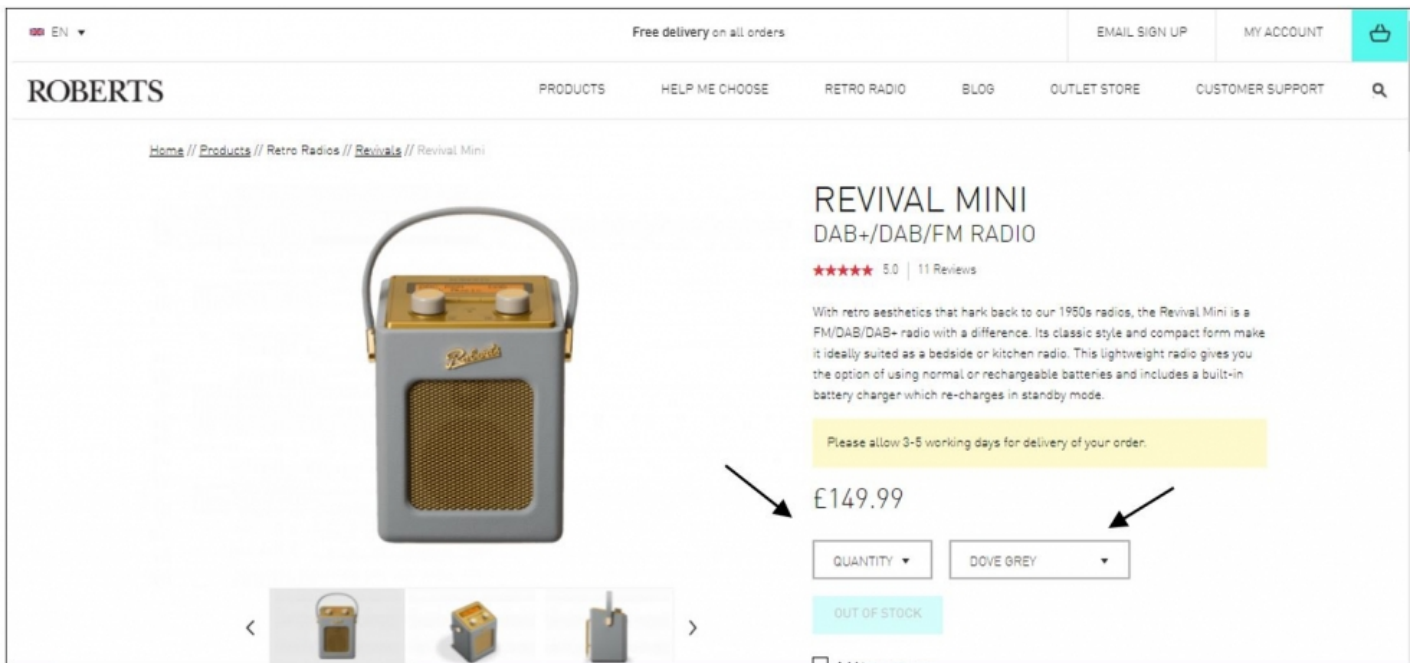 EN
Free delivery on all orders
EMAIL SIGN UP
MY ACCOUNT
ROBERTS
PRODUCTS
HELP ME CHOOSE
RETRO RADIO
BLOG
OUTLET STORE
CUSTOMER SUPPORT
Home // Products // Retro Radios // Revivals // Revival Mini
REVIVAL MINI
DAB+/DAB/FM RADIO
5.0 | 11 Reviews
With retro aesthetics that hark back to our 1950s radios, the Revival Mini is a
FM/DAB/DAB+ radio with a difference. Its classic style and compact form make
it ideally suited as a bedside or kitchen radio. This lightweight radio gives you
the option of using normal or rechargeable batteries and includes a built-in
battery charger which re-charges in standby mode.
Please allow 3-5 working days for delivery of your order.
Roberts
£149.99
QUANTITY
DOVE GREY
OUT OF STOCK